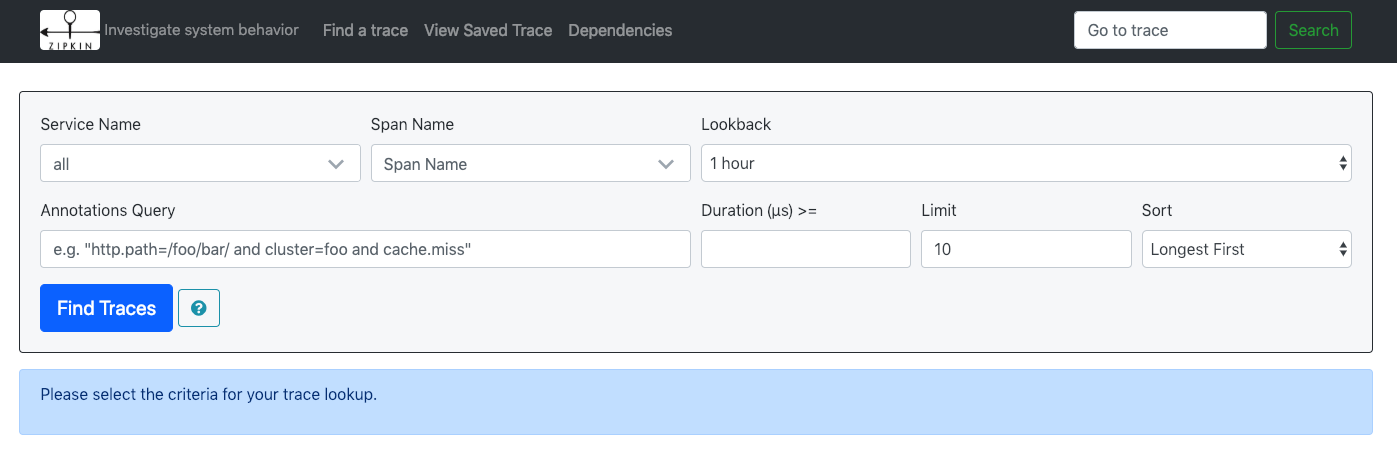 ZIPKIN Investigate system behavior Find a trace View Saved Trace Dependencies Go to trace Search
Service Name Span Name Lookback
all Span Name 1 hour
Annotations Query Duration (μs) >= Limit Sort
e.g. "http.path=/foo/bar/ and cluster=foo and cache.miss" 10 Longest First
Find Traces ?
Please select the criteria for your trace lookup.